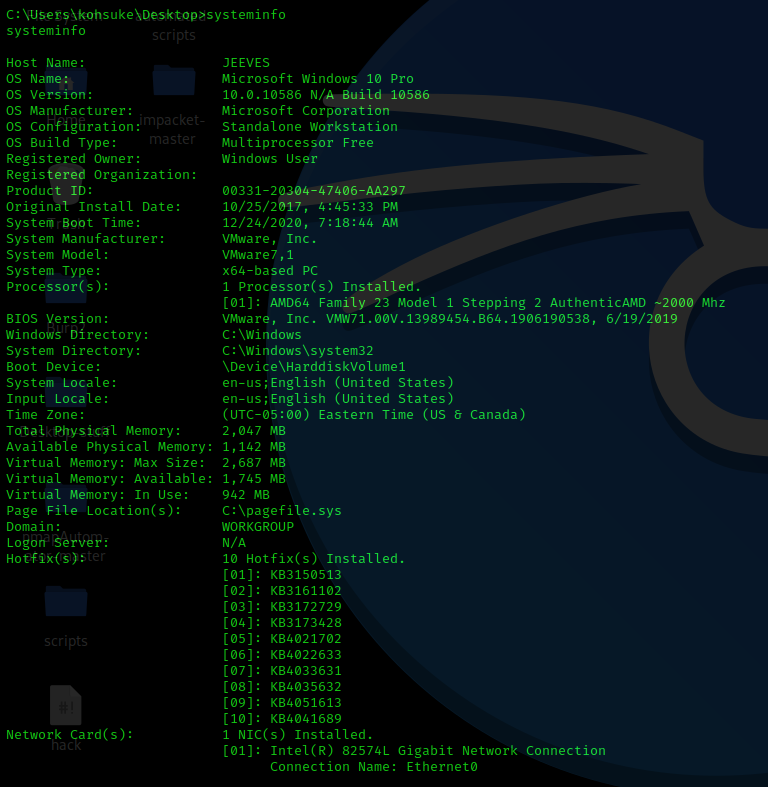 C:\Users\kohsuke\Desktop>systeminfo
systeminfo
scripts
Host Name: JEEVES
OS Name: Microsoft Windows 10 Pro
OS Version: 10.0.10586 N/A Build 10586
OS Manufacturer: Microsoft Corporation
OS Configuration: Standalone Workstation
impacket-
master
OS Build Type: Multiprocessor Free
Registered Owner: Windows User
Registered Organization:
Product ID: 00331-20304-47406-AA297
Original Install Date: 10/25/2017, 4:45:33 PM
System Boot Time: 12/24/2020, 7:18:44 AM
System Manufacturer: VMware, Inc.
System Model: VMware7,1
System Type: x64-based PC
Processor(s): 1 Processor(s) Installed.
[01]: AMD64 Family 23 Model 1 Stepping 2 AuthenticAMD ~2000 Mhz
BIOS Version: VMware, Inc. VMW71.00V.13989454.B64.1906190538, 6/19/2019
Windows Directory: C:\Windows
System Directory: C:\Windows\system32
Boot Device: \Device\HarddiskVolume1
System Locale: en-us;English (United States)
Input Locale: en-us;English (United States)
Time Zone: (UTC-05:00) Eastern Time (US & Canada)
Total Physical Memory: 2,047 MB
Available Physical Memory: 1,142 MB
Virtual Memory: Max Size: 2,687 MB
Virtual Memory: Available: 1,745 MB
Virtual Memory: In Use: 942 MB
Page File Location(s): C:\pagefile.sys
Domain: WORKGROUP
Logon Server: N/A
Hotfix(s): 10 Hotfix(s) Installed.
[01]: KB3150513
[02]: KB3161102
[03]: KB3172729
[04]: KB3173428
[05]: KB4021702
scripts
[06]: KB4022633
[07]: KB4033631
[08]: KB4035632
[09]: KB4051613
#!
[10]: KB4041689
Network Card(s): 1 NIC(s) Installed.
hack
[01]: Intel(R) 82574L Gigabit Network Connection
Connection Name: Ethernet0